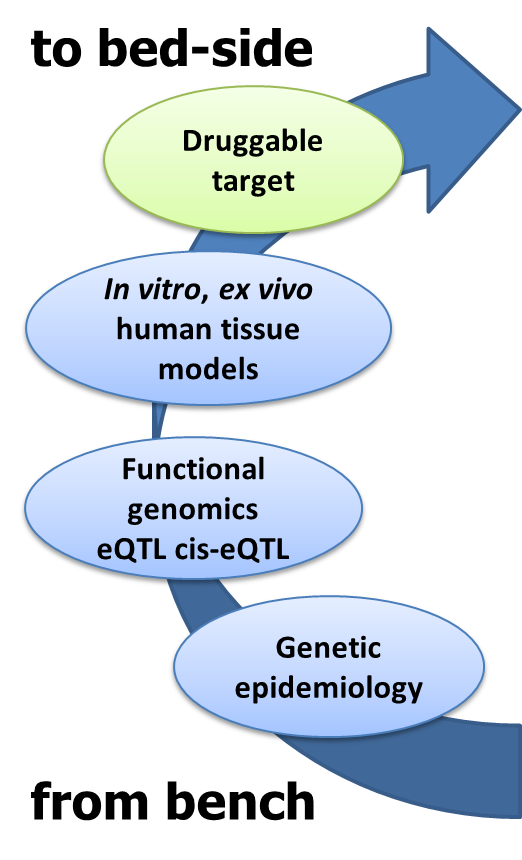 to bed-side
Druggable
target
In vitro, ex vivo
human tissue
models
Functional
genomics
eQTL cis-eQTL
Genetic
epidemiology
from bench